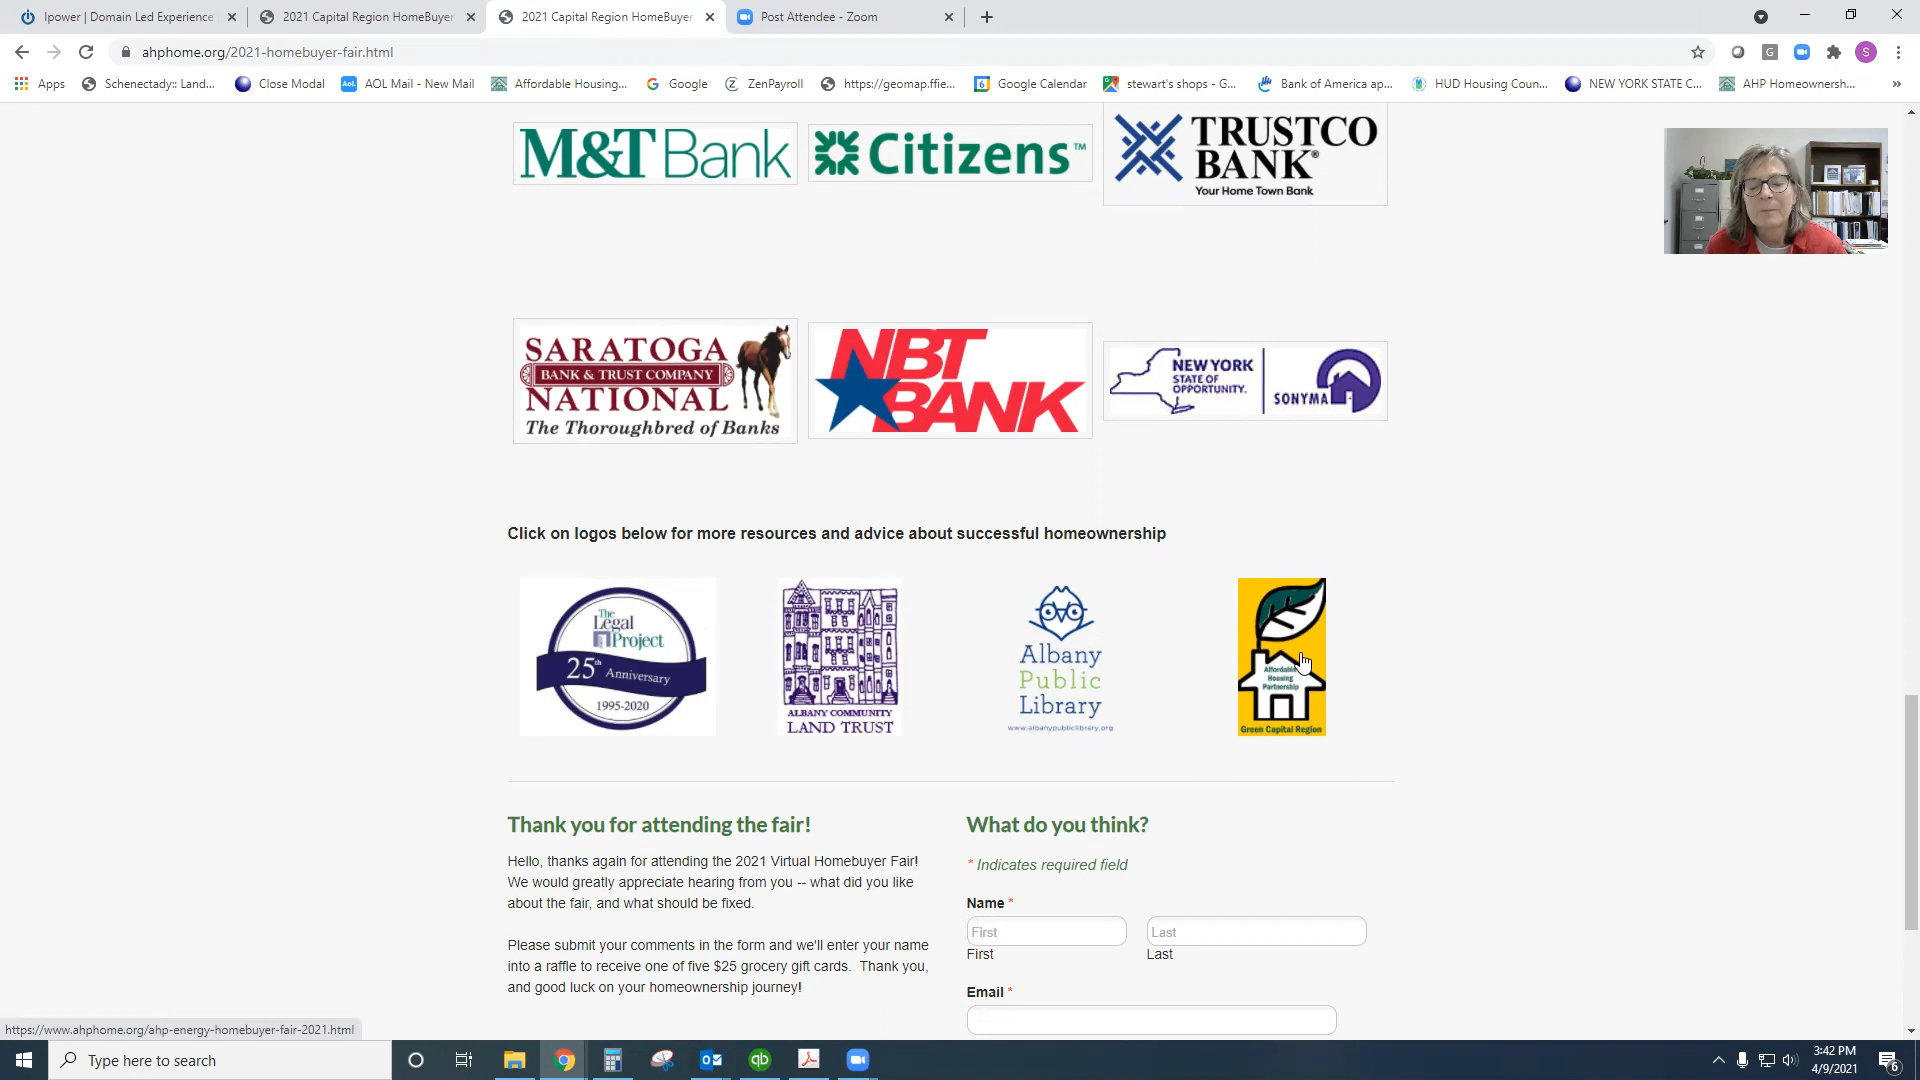 Ipower | Domain Led Experience
2021 Capital Region HomeBuyer
2021 Capital Region HomeBuyer
Post Attendee - Zoom
ahphome.org/2021-homebuyer-fair.html
G
S
Apps
Schenectady:: Land...
Close Modal
Aol.
AOL Mail - New Mail
Affordable Housing...
Google
ZenPayroll
https://geomap.ffie...
Google Calendar
stewart's shops - G...
Bank of America ap...
HUD Housing Coun...
NEW YORK STATE C...
AHP Homeownersh...
M&T Bank
Citizens™
TRUSTCO
BANK®
Your Home Town Bank
SARATOGA
BANK & TRUST COMPANY
NATIONAL
The Thoroughbred of Banks
NBT
BANK
NEW YORK
STATE OF
OPPORTUNITY.
SONYMA
Click on logos below for more resources and advice about successful homeownership
The
Legal
Project
25th Anniversary
1995-2020
ALBANY COMMUNITY
LAND TRUST
Albany
Public
Library
www.albanypubliclibrary.org
Affordable
Housing
Partnership
Green Capital Region
Thank you for attending the fair!
Hello, thanks again for attending the 2021 Virtual Homebuyer Fair!
We would greatly appreciate hearing from you -- what did you like
about the fair, and what should be fixed.
Please submit your comments in the form and we'll enter your name
into a raffle to receive one of five $25 grocery gift cards.  Thank you,
and good luck on your homeownership journey!
What do you think?
* Indicates required field
Name *
First
Last
First
Last
Email *
https://www.ahphome.org/ahp-energy-homebuyer-fair-2021.html
Type here to search
qb
3:42 PM
4/9/2021
6